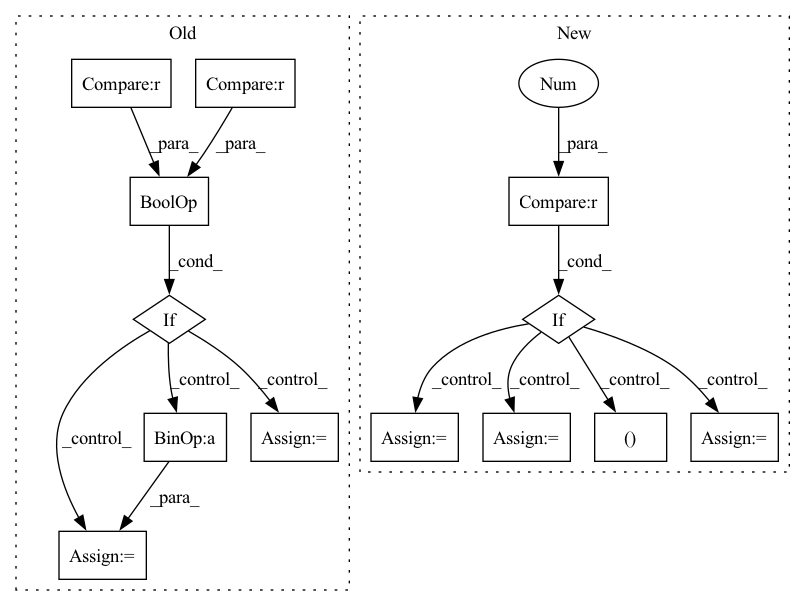 Old
New
Compare:r
Compare:r
Num
_para_
_para_
_para_
BoolOp
Compare:r
_cond_
_cond_
If
If
_control_
_control_
_control_
_control_
_control_
_control_
_control_
BinOp:a
Assign:=
Assign:=
Assign:=
()
Assign:=
_para_
Assign:=